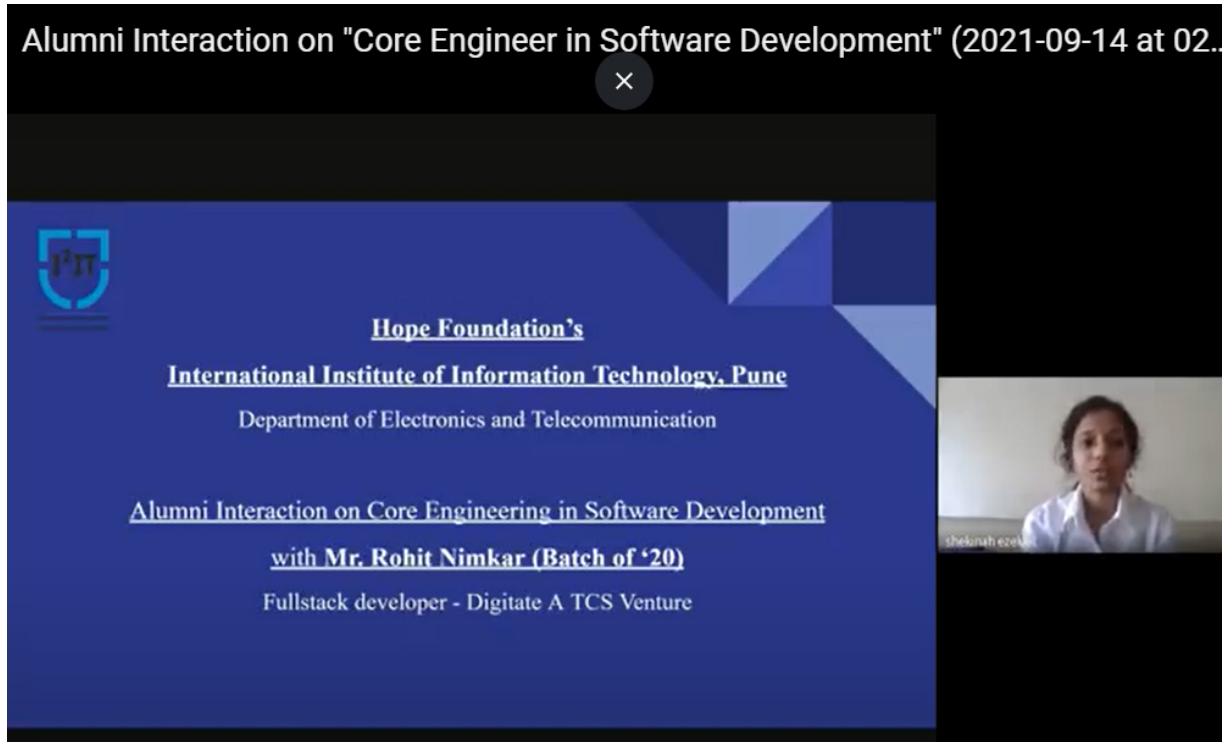 Alumni Interaction on "Core Engineer in Software Development" (2021-09-14 at 02...
I²IT
Hope Foundation’s
International Institute of Information Technology, Pune
Department of Electronics and Telecommunication
Alumni Interaction on Core Engineering in Software Development
with Mr. Rohit Nimkar (Batch of ‘20)
Fullstack developer - Digitate A TCS Venture
shekinah